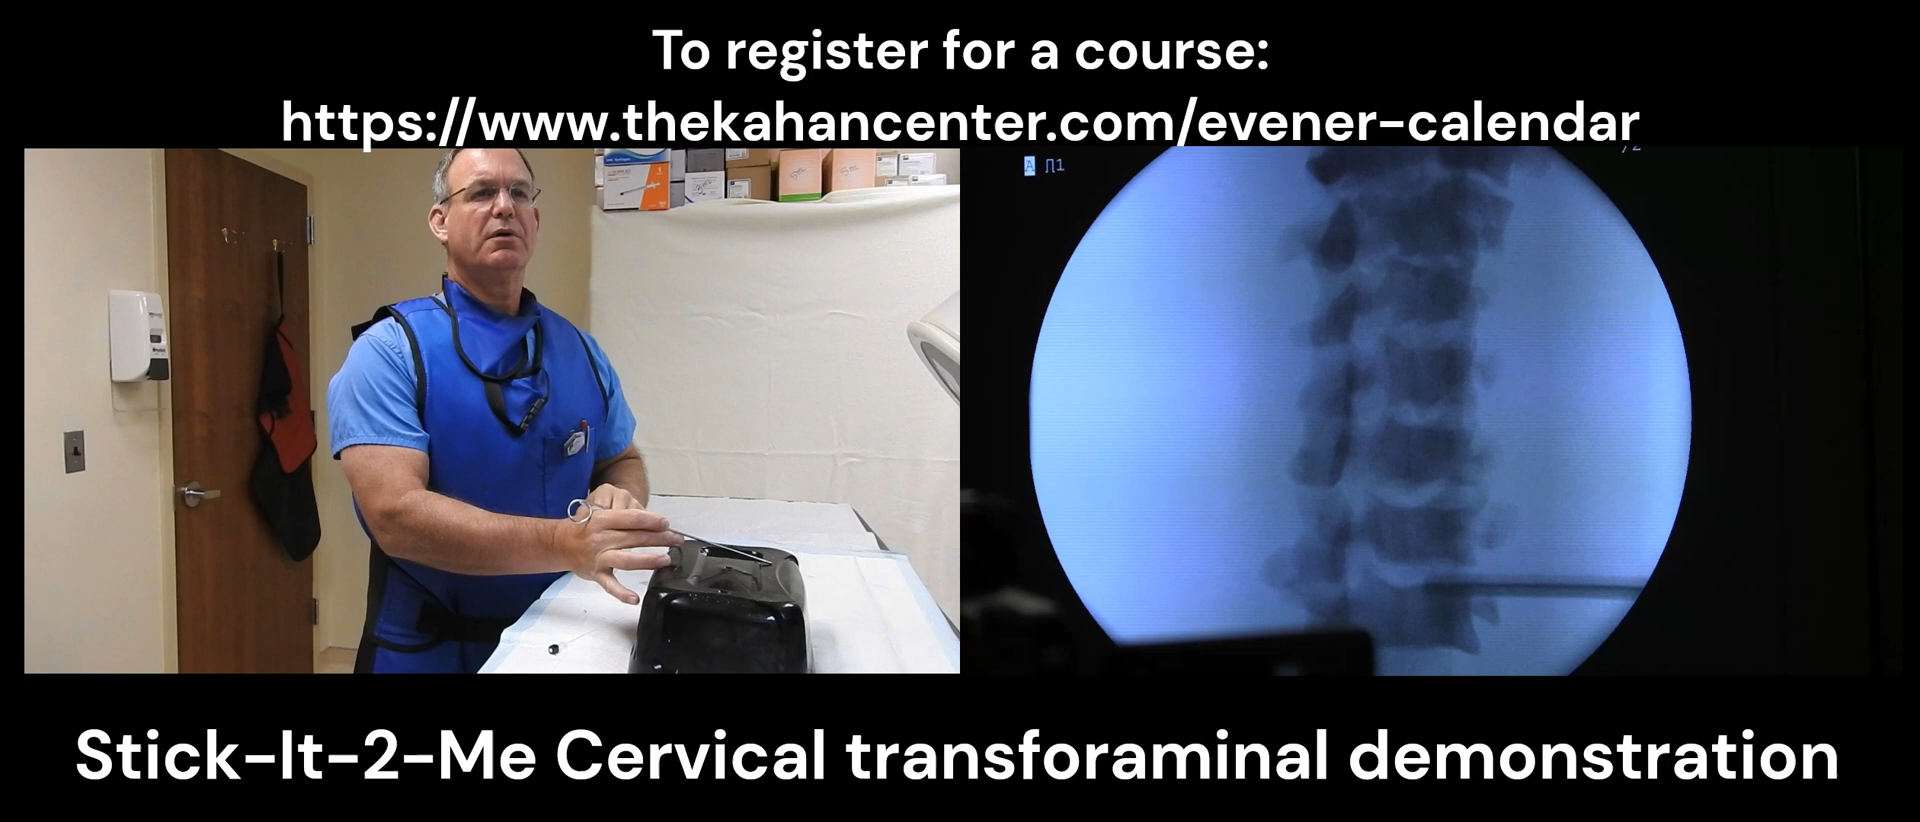 To register for a course:
https://www.thekahancenter.com/evener-calendar
Stick-It-2-Me Cervical transforaminal demonstration